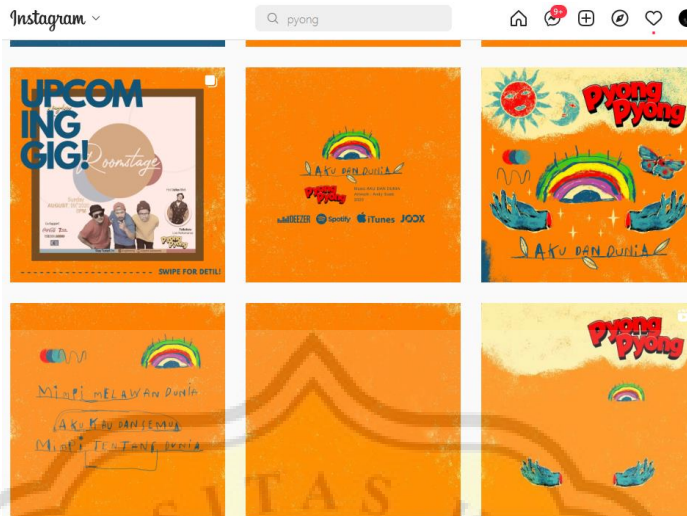 Instagram
pyong
9+
UPCOM
ING
GIG!
Roomstage
SWIPE FOR DETIL!
AKU DAN DUNIA
Pyong
Pyong
DEEZER Spotify iTunes JOOX
Pyong
Pyong
AKU DAN DUNIA
MiMPi MELAWAN DUNIA
AKU KAU DAN SEMUA
MiMPi TENTANG DUNIA
Pyong
Pyong
SITAS